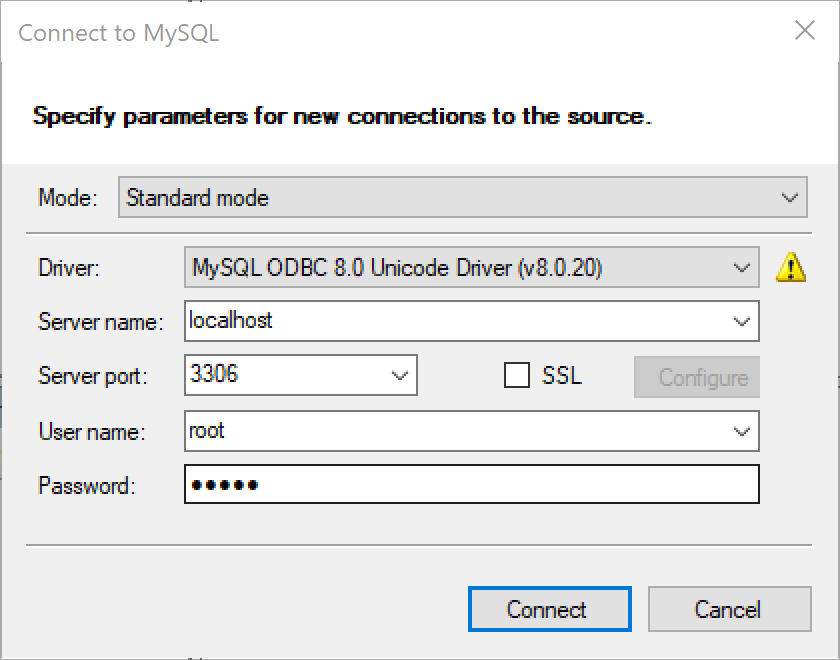 Connect to MySQL
Specify parameters for new connections to the source.
Mode: Standard mode
Driver: MySQL ODBC 8.0 Unicode Driver (v8.0.20)
Server name: localhost
Server port: 3306 SSL Configure
User name: root
Password: •••••
Connect Cancel